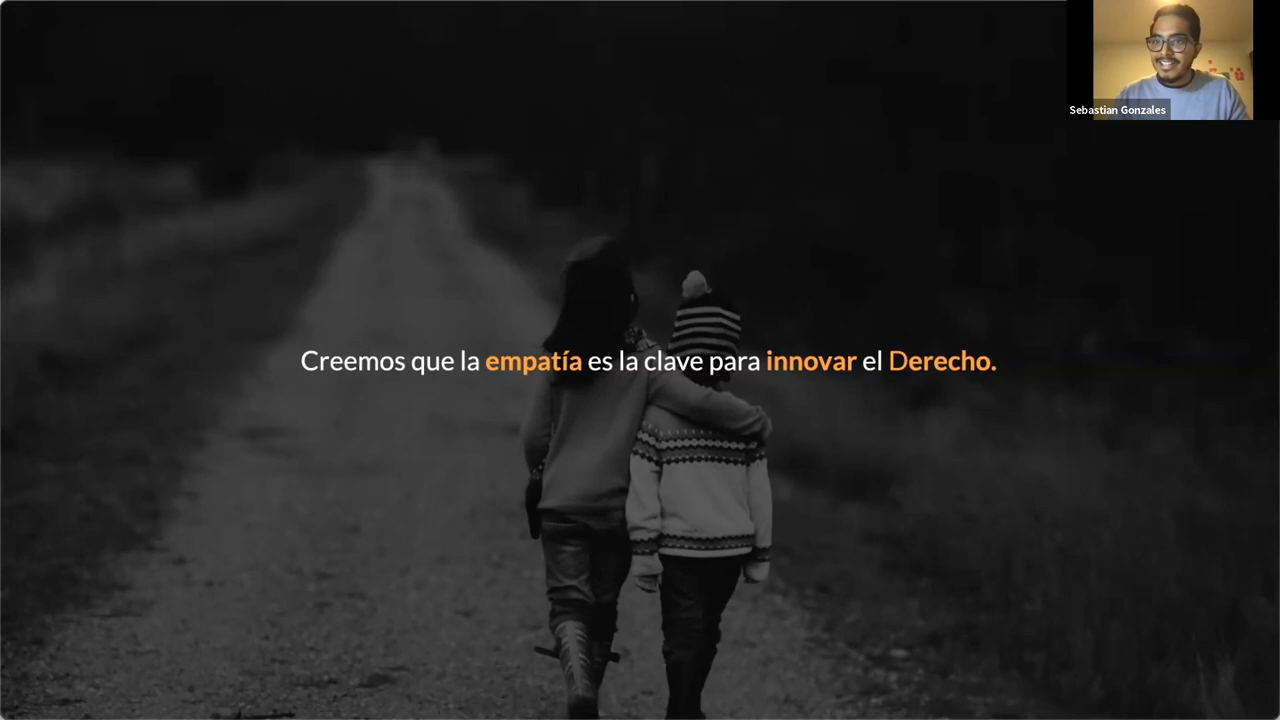 Sebastian Gonzales
Creemos que la empatía es la clave para innovar el Derecho.